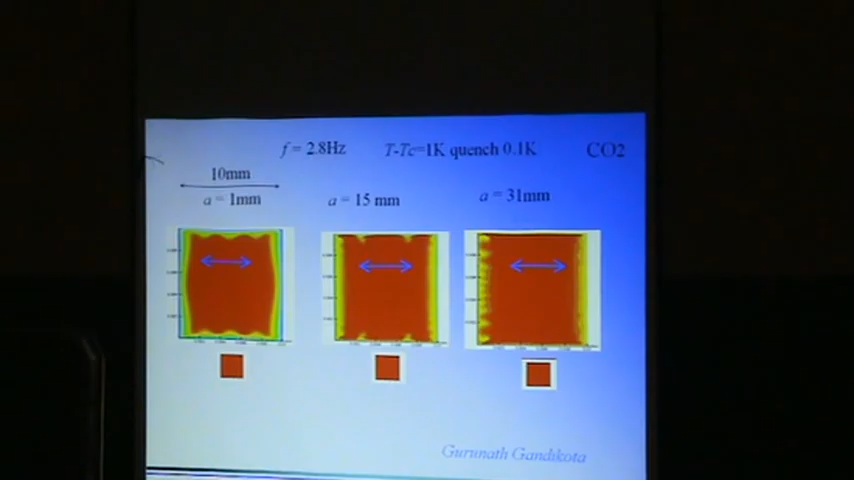 f = 2.8Hz T-Tc=1K quench 0.1K CO2
10mm
a = 1mm a = 15 mm a = 31mm
Gurunath Gandikota